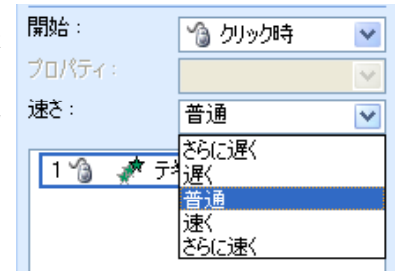 開始： クリック時
プロパティ：
速さ： 普通
さらに遅く
1 テキ
遅く
普通
速く
さらに速く